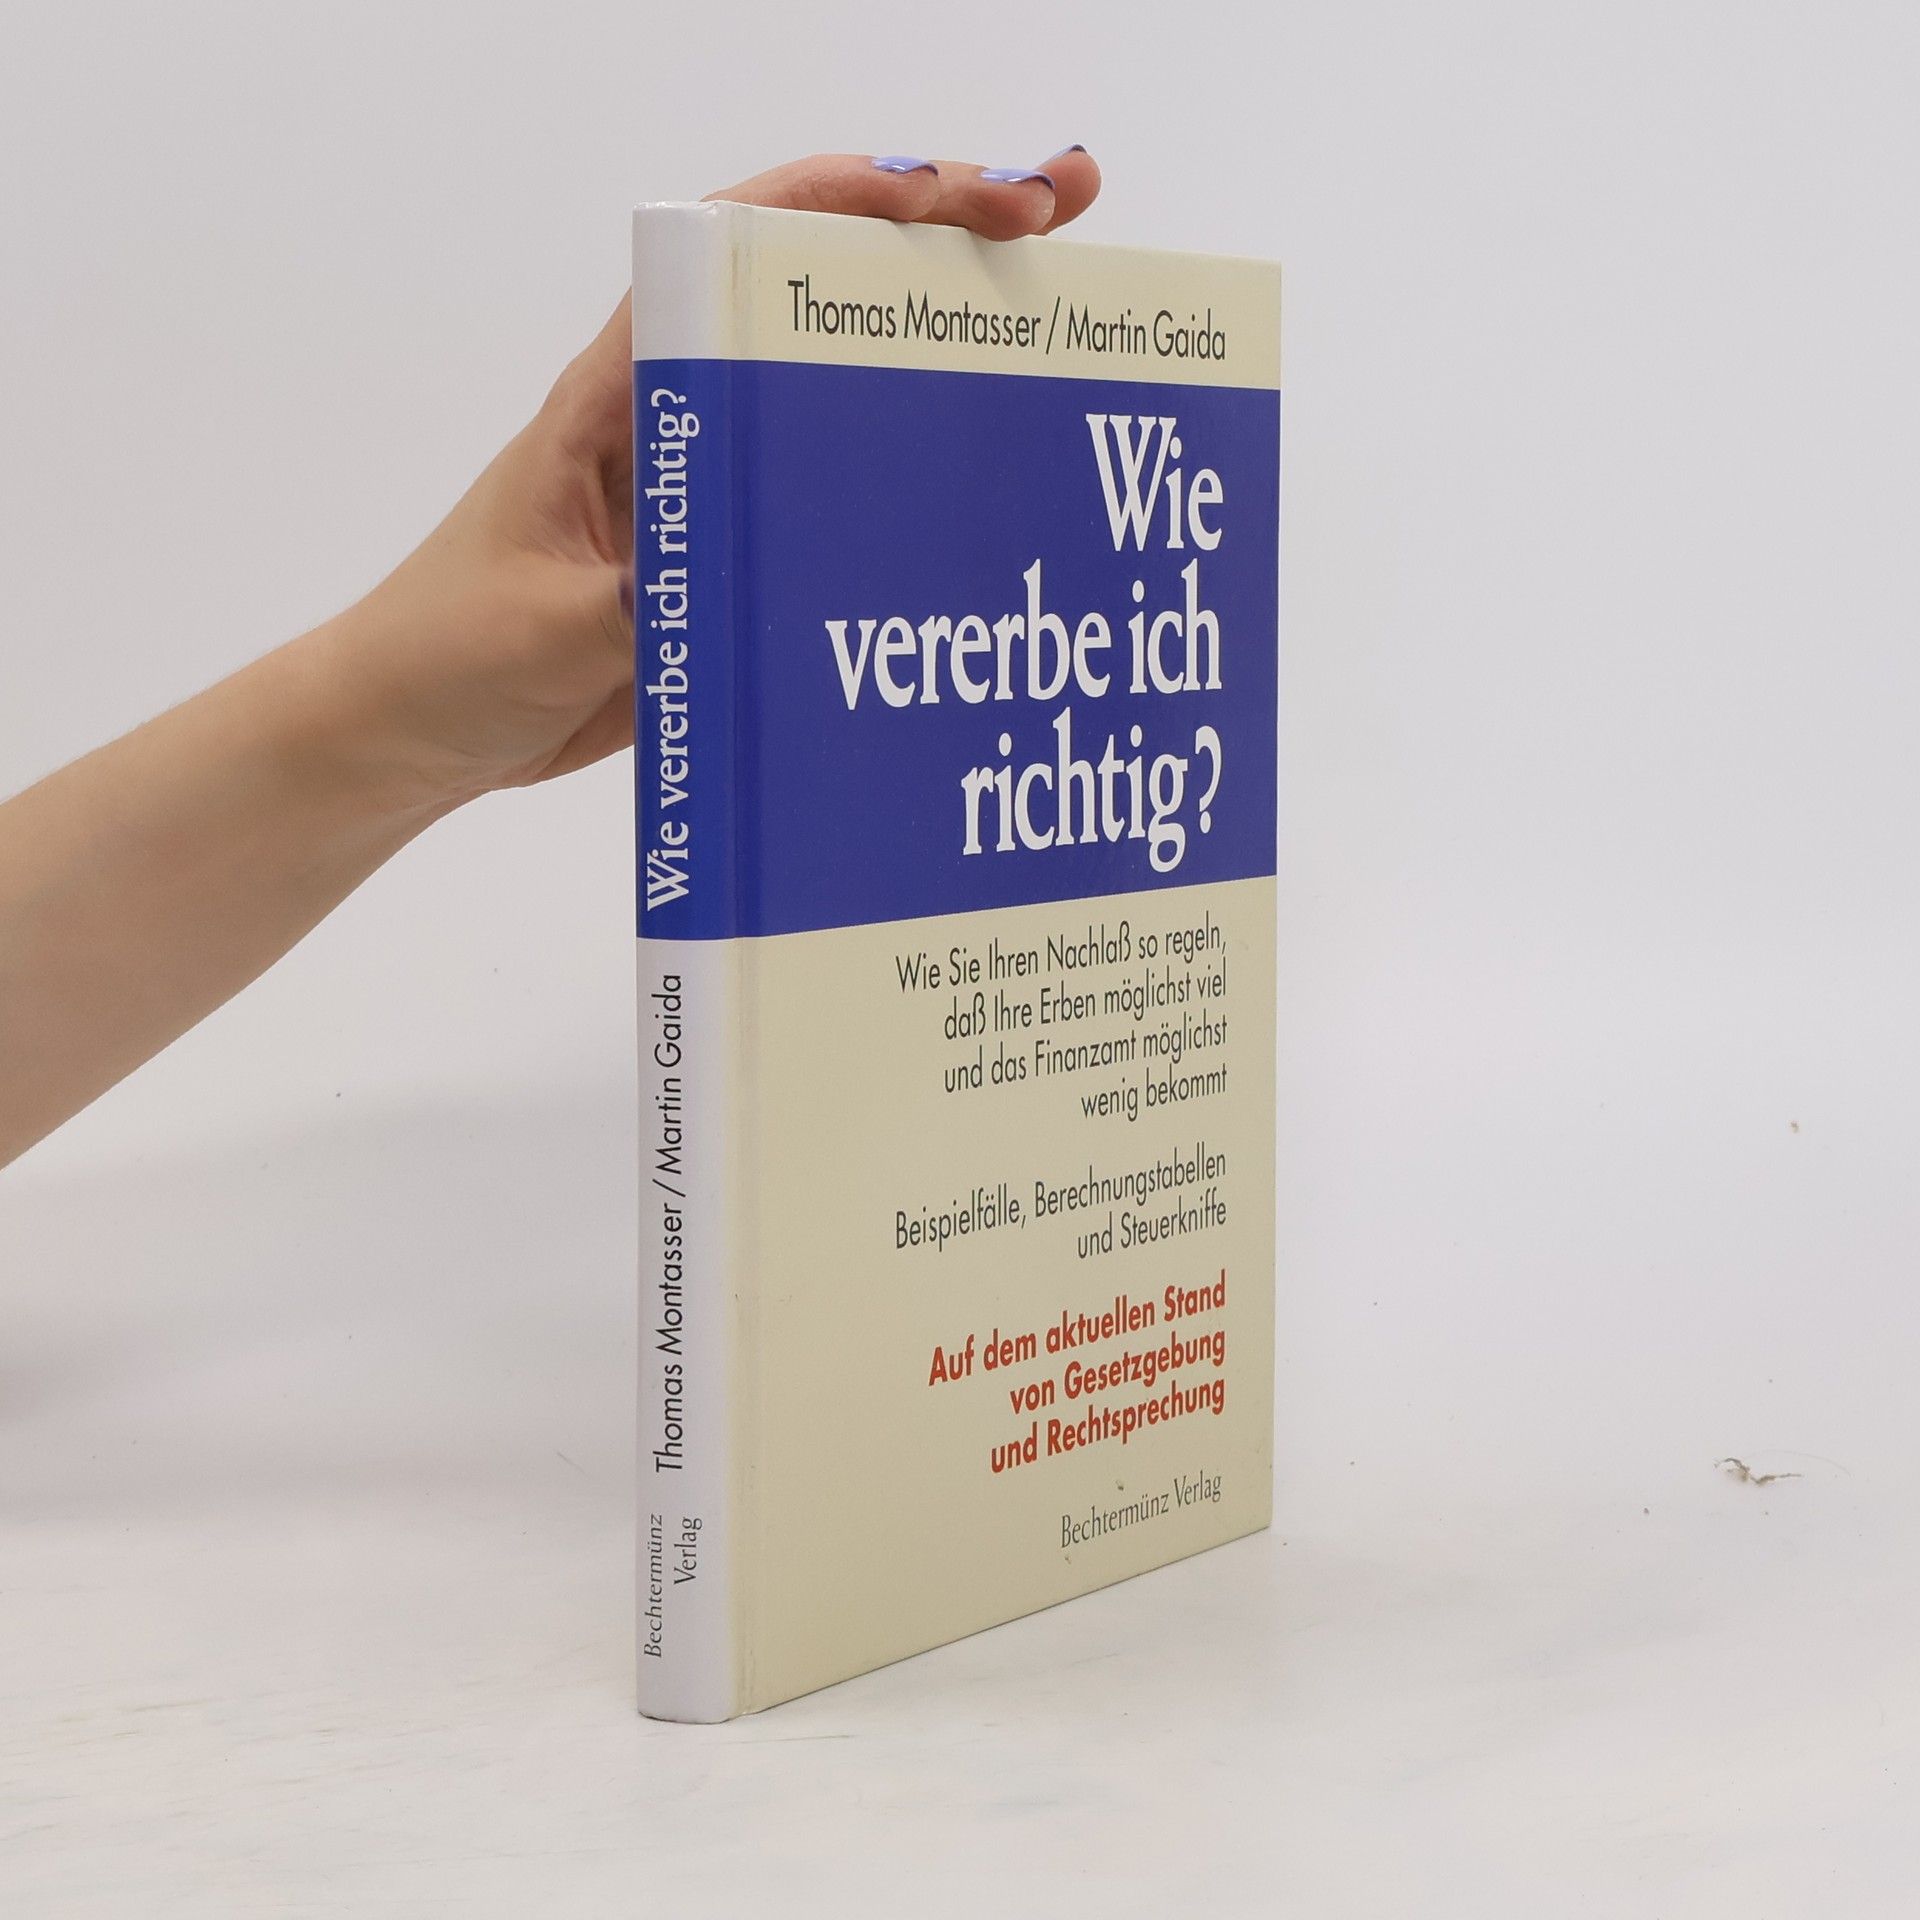 Thomas Montasser / Martin Gaida
Wie
vererbe ich
richtig?
Wie Sie Ihren Nachlaß so regeln,
daß Ihre Erben möglichst viel
und das Finanzamt möglichst
wenig bekommt
Beispielfälle, Berechnungstabellen
und Steuerkniffe
Auf dem aktuellen Stand
von Gesetzgebung
und Rechtsprechung
Bechtermünz Verlag
Wie vererbe ich richtig?
Thomas Montasser / Martin Gaida
Bechtermünz
Verlag